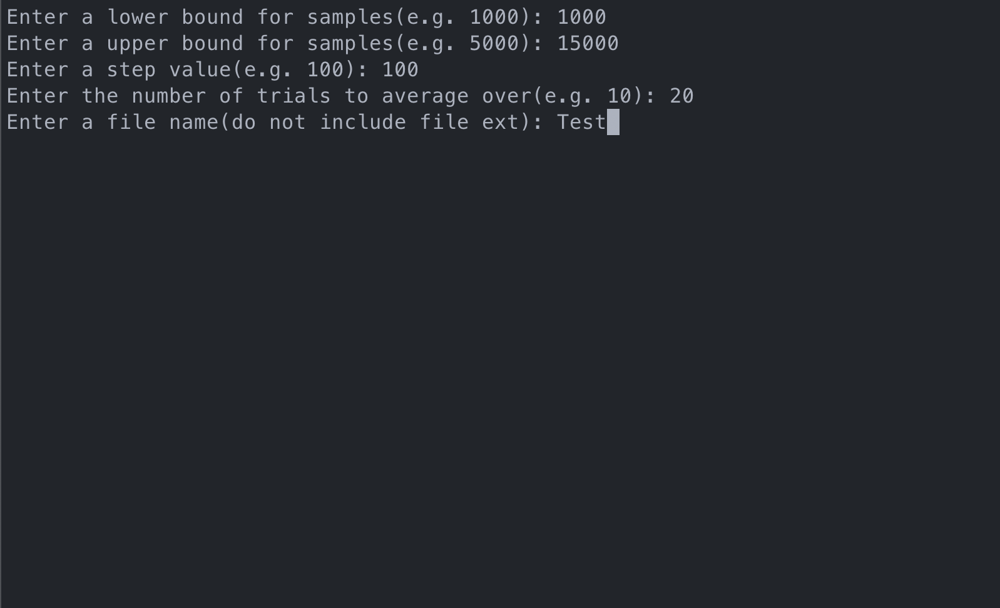 Enter a lower bound for samples(e.g. 1000): 1000
Enter a upper bound for samples(e.g. 5000): 15000
Enter a step value(e.g. 100): 100
Enter the number of trials to average over(e.g. 10): 20
Enter a file name(do not include file ext): Test